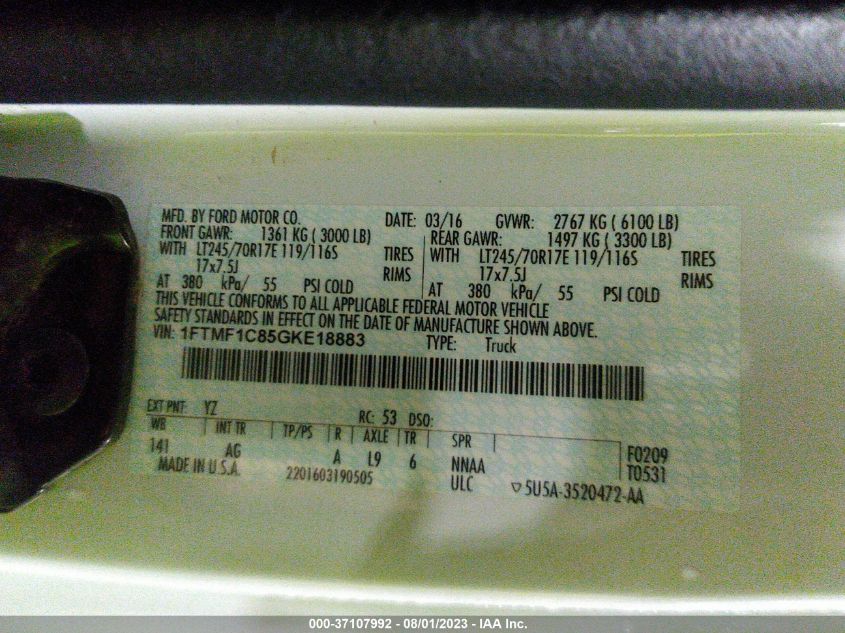 MFD. BY FORD MOTOR CO. DATE: 03/16 GVWR: 2767 KG ( 6100 LB)
FRONT GAWR: 1361 KG ( 3000 LB) REAR GAWR: 1497 KG ( 3300 LB)
WITH LT245/70R17E 119/116S TIRES WITH LT245/70R17E 119/116S TIRES
17x7.5J RIMS 17x7.5J RIMS
AT 380 kPa/ 55 PSI COLD AT 380 kPa/ 55 PSI COLD
THIS VEHICLE CONFORMS TO ALL APPLICABLE FEDERAL MOTOR VEHICLE
SAFETY STANDARDS IN EFFECT ON THE DATE OF MANUFACTURE SHOWN ABOVE.
VIN: 1FTMF1C85GKE18883 TYPE: Truck
EXT PNT: YZ RC: 53 DSO:
WB INT TR TP/PS R AXLE TR SPR
141 AG A L9 6 NNAA F0209
MADE IN U.S.A. 2201603190505 ULC T0531
▽5U5A-3520472-AA
000-37107992 - 08/01/2023 - IAA Inc.